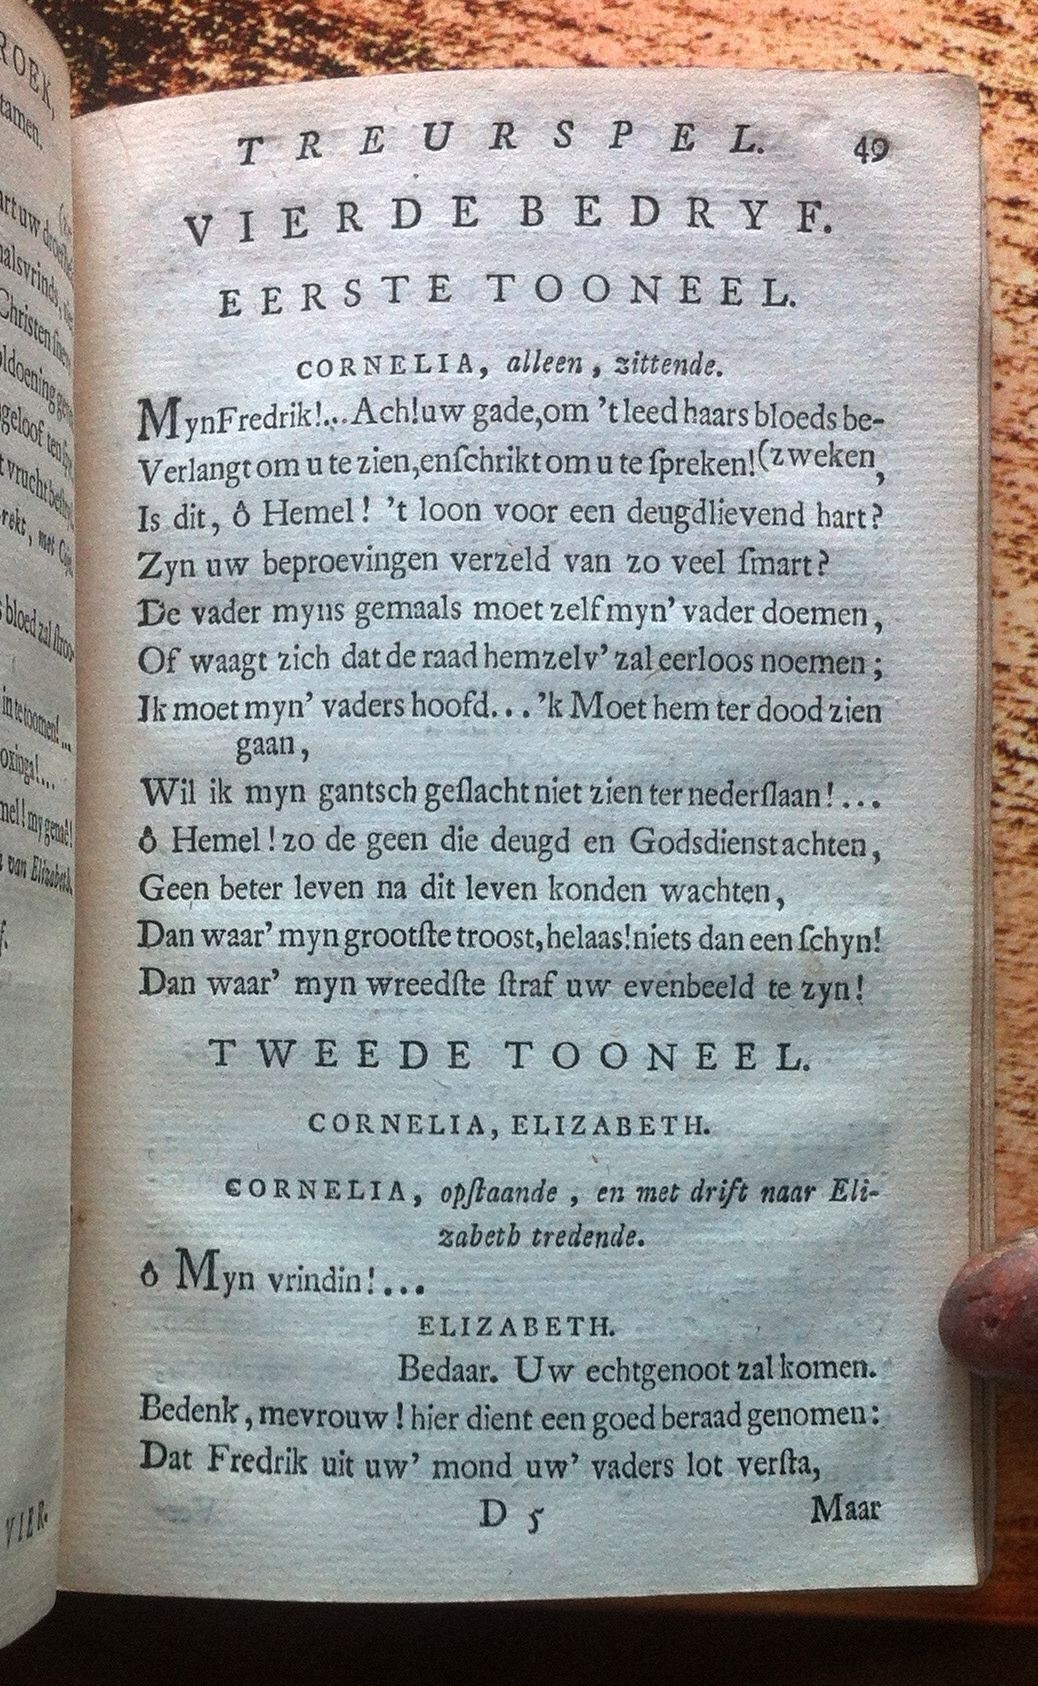 ROEK,
tamen.
TREURSPEL. 49
VIERDE BEDRYF.
EERSTE TOONEEL.
CORNELIA, alleen, zittende.
Myn Fredrik!... Ach! uw gade, om 't leed haars bloeds be-
Verlangt om u te zien, en ſchrikt om u te ſpreken! (zweken,
Is dit, ô Hemel! 't loon voor een deugdlievend hart?
Zyn uw beproevingen verzeld van zo veel ſmart?
De vader myns gemaals moet zelf myn' vader doemen,
Of waagt zich dat de raad hemzelv' zal eerloos noemen;
Ik moet myn' vaders hoofd... 'k Moet hem ter dood zien
gaan,
Wil ik myn gantsch geſlacht niet zien ter nederſlaan!...
ô Hemel! zo de geen die deugd en Godsdienst achten,
Geen beter leven na dit leven konden wachten,
Dan waar' myn grootſte troost, helaas! niets dan een ſchyn!
Dan waar' myn wreedſte ſtraf uw evenbeeld te zyn!
TWEEDE TOONEEL.
CORNELIA, ELIZABETH.
CORNELIA, opſtaande, en met drift naar Eli-
zabeth tredende.
ô Myn vrindin!...
ELIZABETH.
Bedaar. Uw echtgenoot zal komen.
Bedenk, mevrouw! hier dient een goed beraad genomen:
Dat Fredrik uit uw' mond uw' vaders lot verſta,
D 5 Maar
VIER.